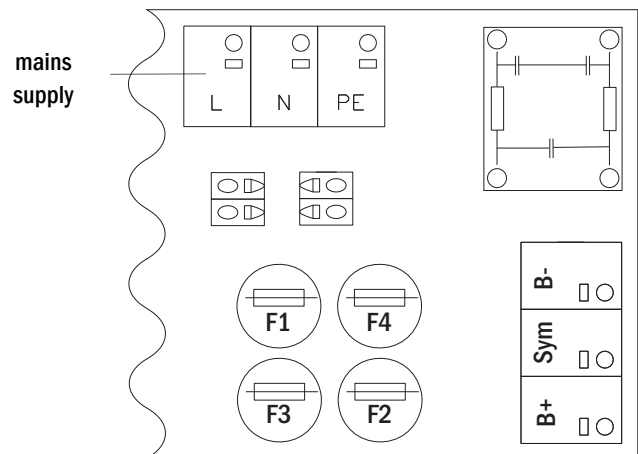 mains
supply
L N PE
F1 F4
F3 F2
B-
Sym
B+